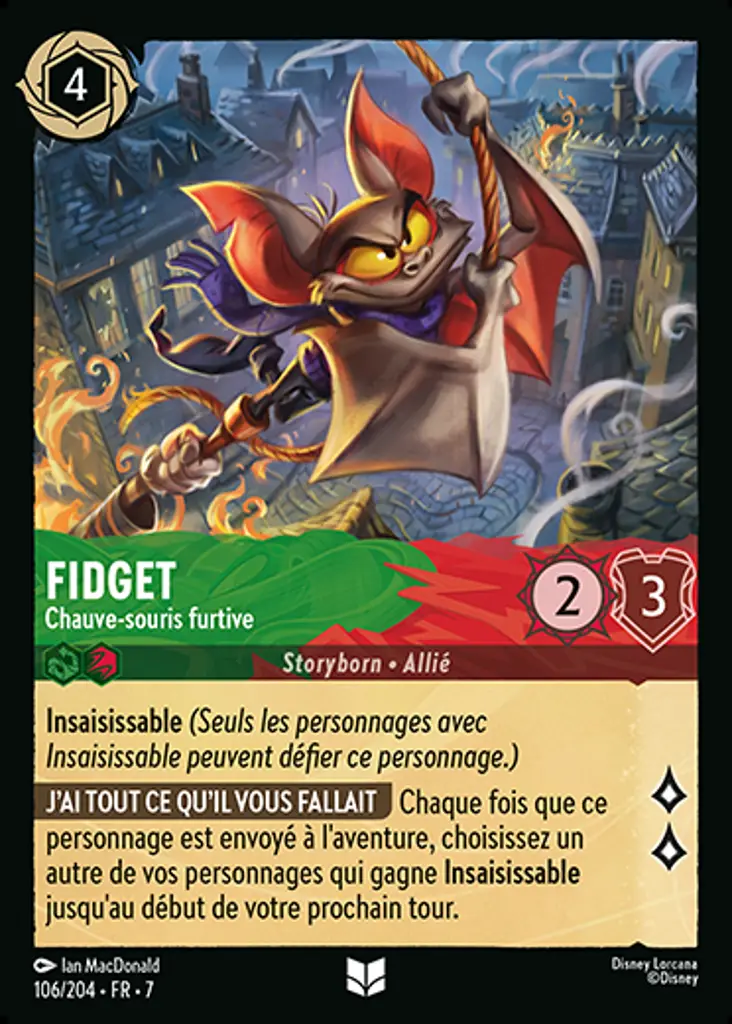 4
FIDGET
Chauve-souris furtive
2
3
Storyborn • Allié
Insaisissable (Seuls les personnages avec
Insaisissable peuvent défier ce personnage.)
J'AI TOUT CE QU'IL VOUS FALLAIT Chaque fois que ce
personnage est envoyé à l'aventure, choisissez un
autre de vos personnages qui gagne Insaisissable
jusqu'au début de votre prochain tour.
Ian MacDonald
106/204 • FR • 7
Disney Lorcana
©Disney